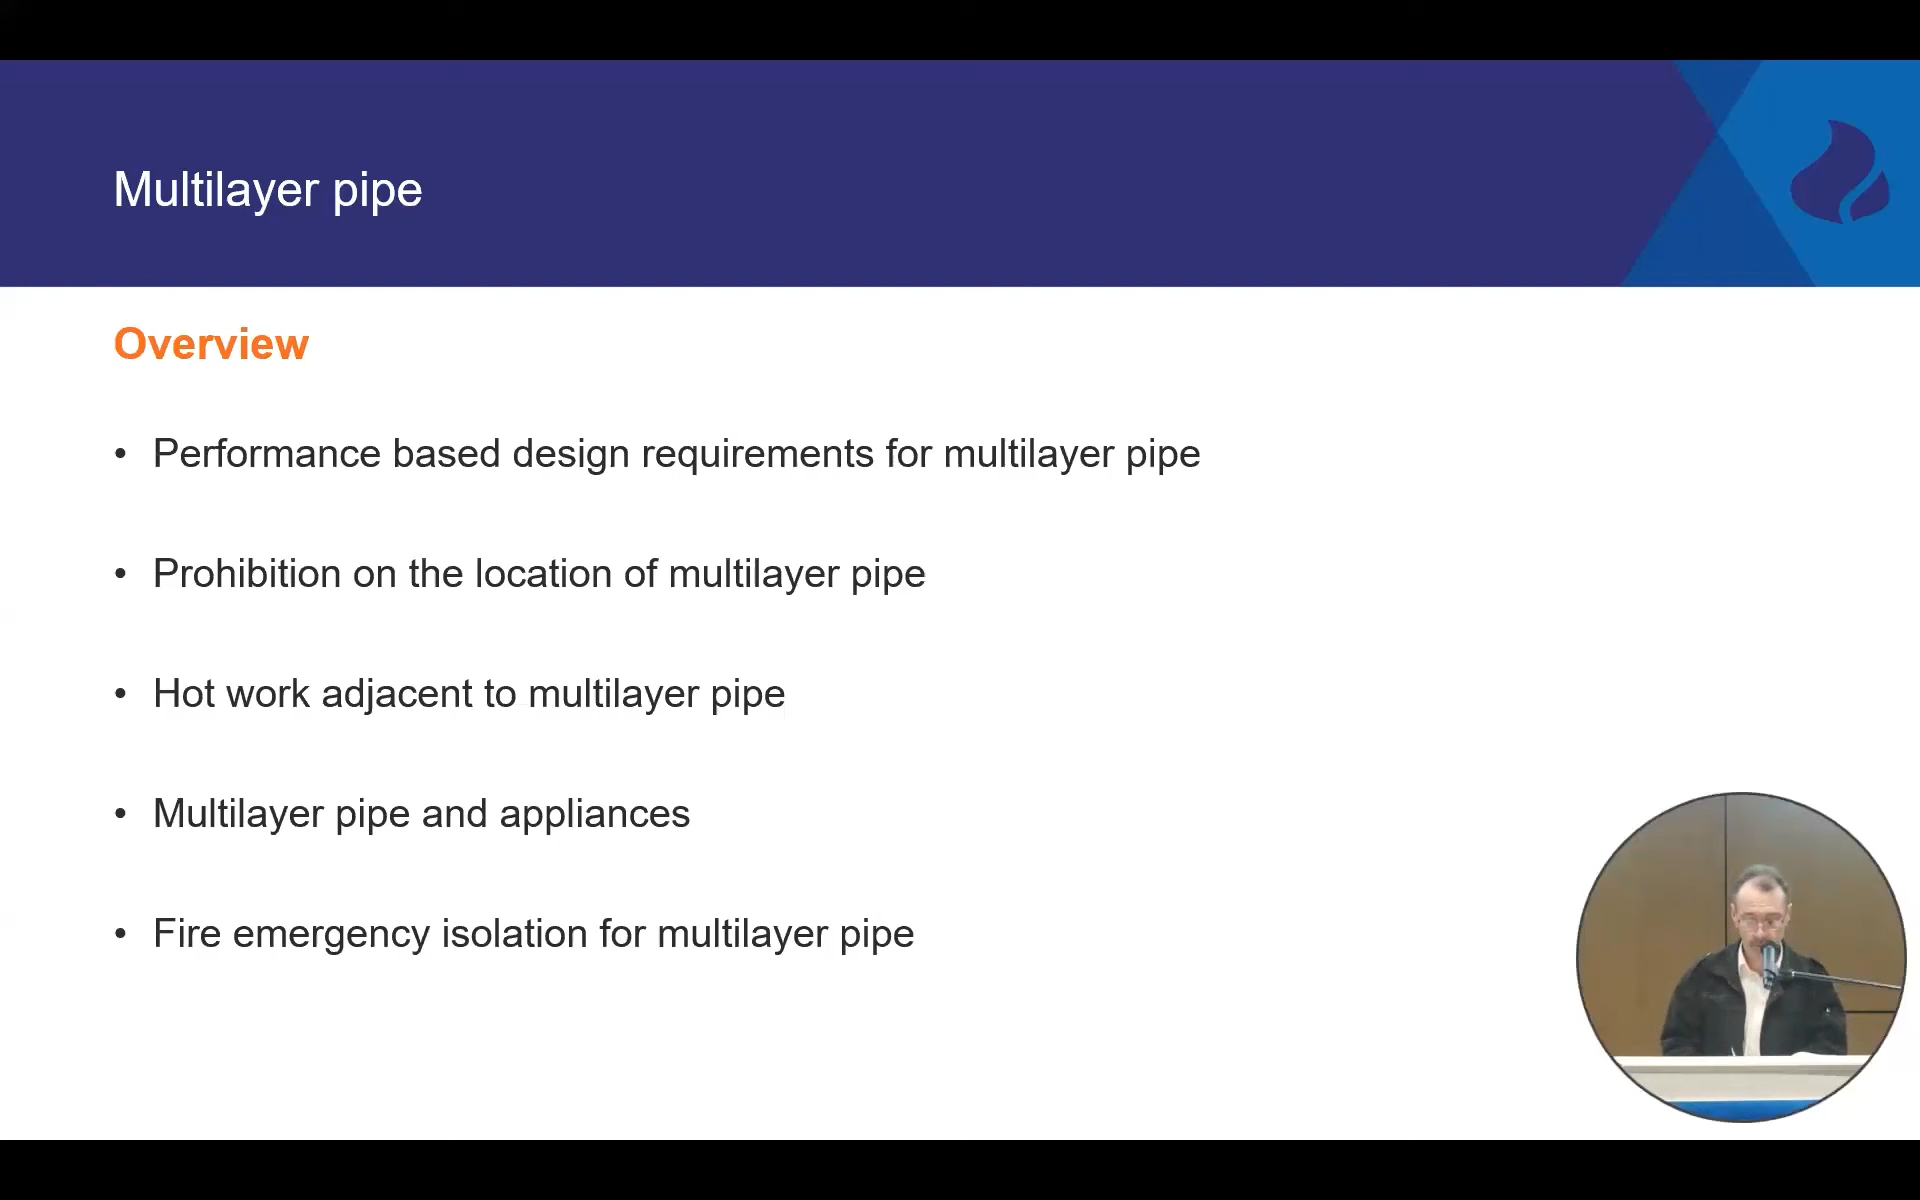 Multilayer pipe
Overview
• Performance based design requirements for multilayer pipe
• Prohibition on the location of multilayer pipe
• Hot work adjacent to multilayer pipe
• Multilayer pipe and appliances
• Fire emergency isolation for multilayer pipe